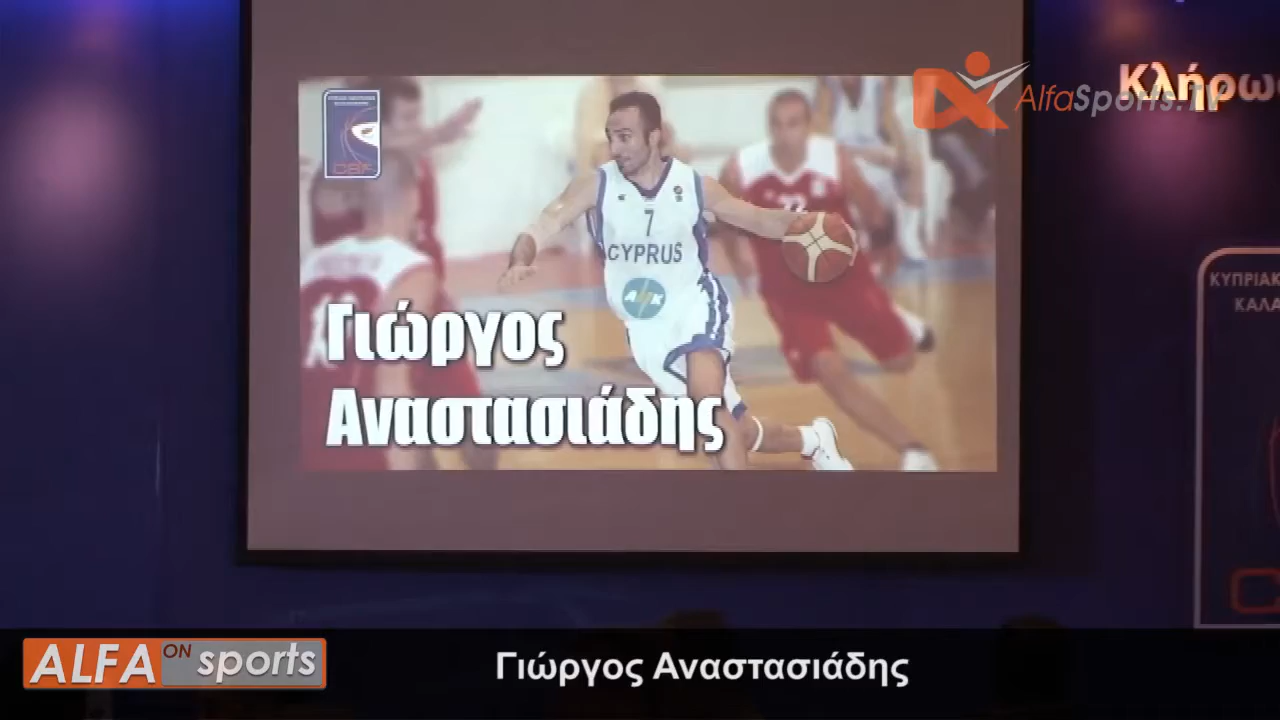 AlfaSports.TV
Κλήρω
ΚΥΠΡΙΑΚ
ΚΑΛΑ
7
CYPRUS
Γιώργος
Αναστασιάδης
ALFA ON sports
Γιώργος Αναστασιάδης